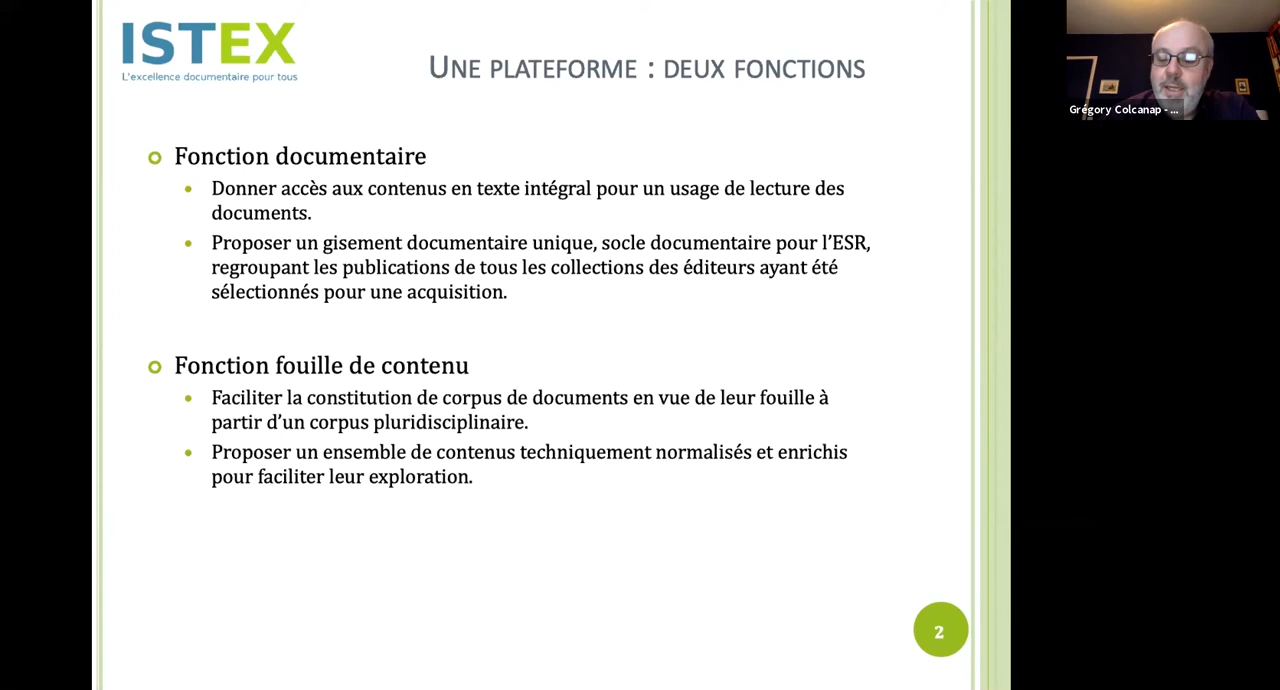 ISTEX
L'excellence documentaire pour tous
UNE PLATEFORME : DEUX FONCTIONS
Fonction documentaire
Donner accès aux contenus en texte intégral pour un usage de lecture des
documents.
Proposer un gisement documentaire unique, socle documentaire pour l'ESR,
regroupant les publications de tous les collections des éditeurs ayant été
sélectionnés pour une acquisition.
Fonction fouille de contenu
Faciliter la constitution de corpus de documents en vue de leur fouille à
partir d'un corpus pluridisciplinaire.
Proposer un ensemble de contenus techniquement normalisés et enrichis
pour faciliter leur exploration.
2
Grégory Colcanap - ...